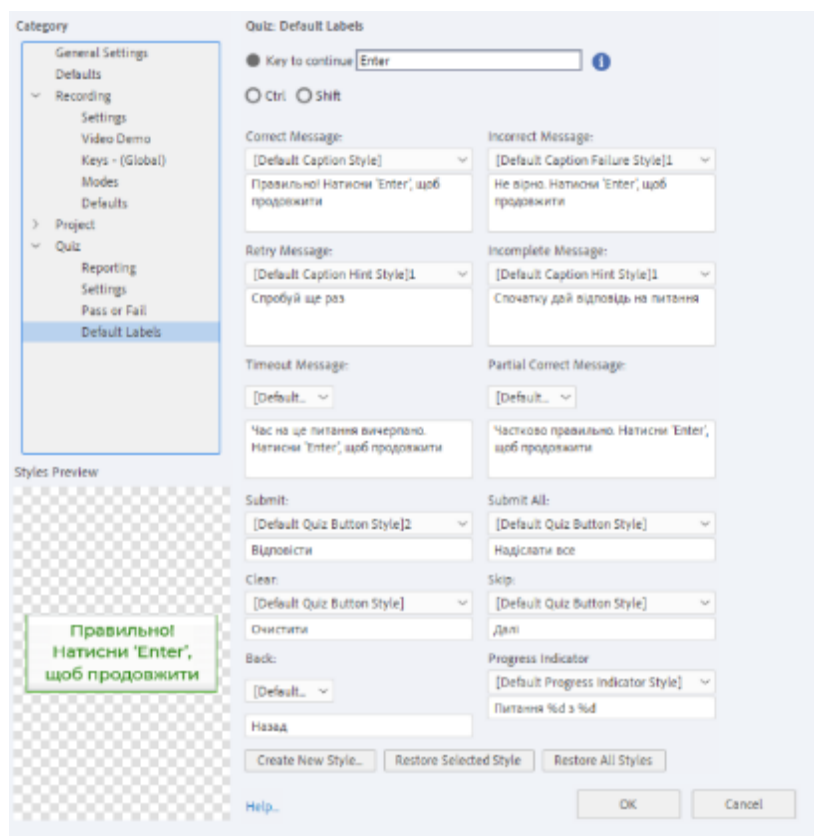 Category
General Settings
Defaults
Recording
Settings
Video Demo
Keys - (Global)
Modes
Defaults
Project
Quiz
Reporting
Settings
Pass or Fail
Default Labels
Styles Preview
Правильно!
Натисни 'Enter',
щоб продовжити
Quiz: Default Labels
Key to continue Enter
Ctrl Shift
Correct Message:
[Default Caption Style]
Правильно! Натисни 'Enter', щоб
продовжити
Incorrect Message:
[Default Caption Failure Style]1
Не вірно. Натисни 'Enter', щоб
продовжити
Retry Message:
[Default Caption Hint Style]1
Спробуй ще раз
Incomplete Message:
[Default Caption Hint Style]1
Спочатку дай відповідь на питання
Timeout Message:
[Default...
Час на це питання вичерпано.
Натисни 'Enter', щоб продовжити
Partial Correct Message:
[Default...
Частково правильно. Натисни 'Enter',
щоб продовжити
Submit:
[Default Quiz Button Style]2
Відповісти
Submit All:
[Default Quiz Button Style]
Надіслати все
Clear:
[Default Quiz Button Style]
Очистити
Skip:
[Default Quiz Button Style]
Далі
Back:
[Default...
Назад
Progress Indicator
[Default Progress Indicator Style]
Питання %d з %d
Create New Style... Restore Selected Style Restore All Styles
Help... OK Cancel